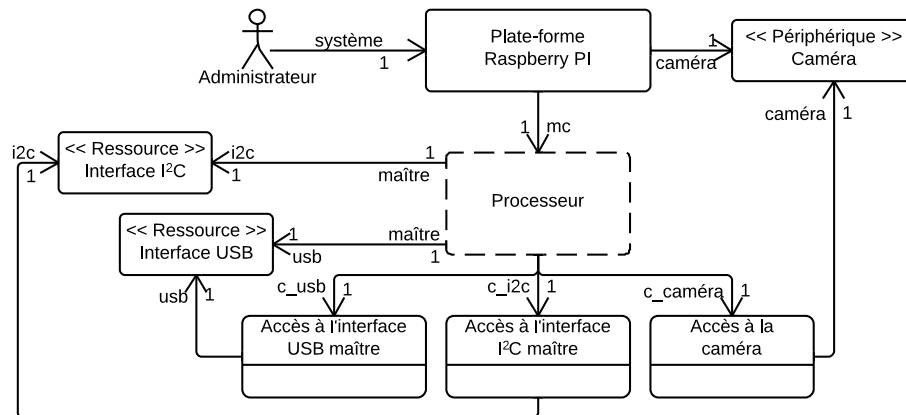 système
1
Administrateur
Plate-forme
Raspberry PI
1
caméra
<< Périphérique >>
Caméra
caméra
1
1
mc
i2c
1
<< Ressource >>
Interface I²C
i2c
1
1
maître
Processeur
<< Ressource >>
Interface USB
1
usb
maître
1
usb
1
c_usb
1
c_i2c
1
c_caméra
1
Accès à l'interface
USB maître
Accès à l'interface
I²C maître
Accès à la
caméra